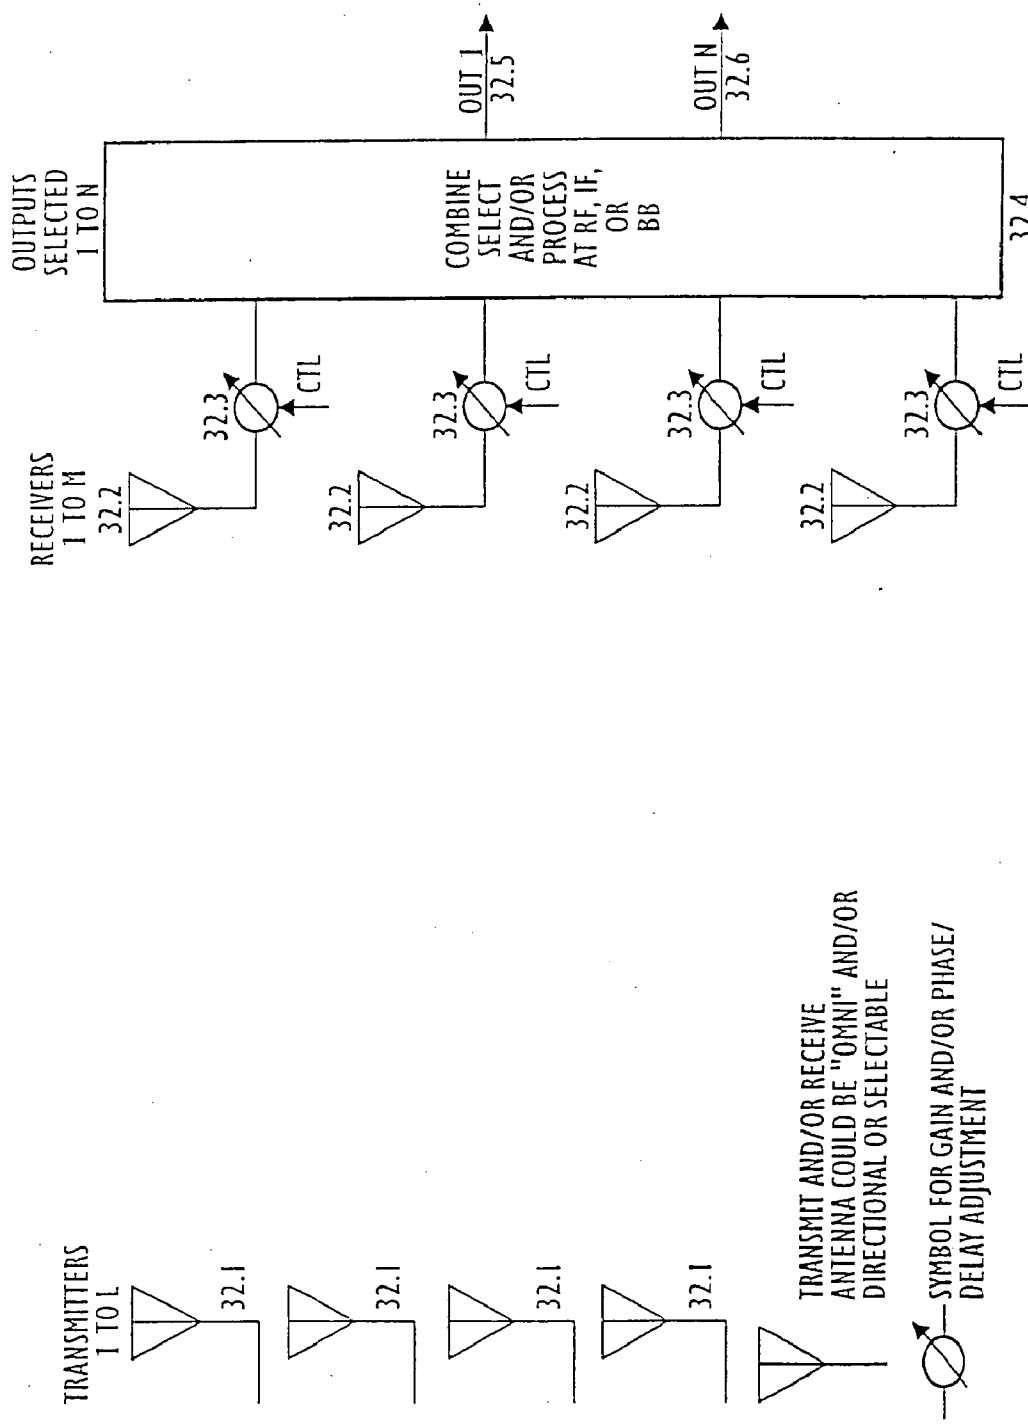 TRANSMITTERS
1 TO L
32.1
32.1
32.1
32.1
TRANSMIT AND/OR RECEIVE
ANTENNA COULD BE "OMNI" AND/OR
DIRECTIONAL OR SELECTABLE
SYMBOL FOR GAIN AND/OR PHASE/
DELAY ADJUSTMENT
RECEIVERS
1 TO M
32.2
32.3
CTL
32.2
32.3
CTL
32.2
32.3
CTL
32.2
32.3
OUTPUTS
SELECTED
1 TO N
COMBINE
SELECT
AND/OR
PROCESS
AT RF, IF,
OR
BB
32.4
OUT 1
32.5
OUT N
32.6